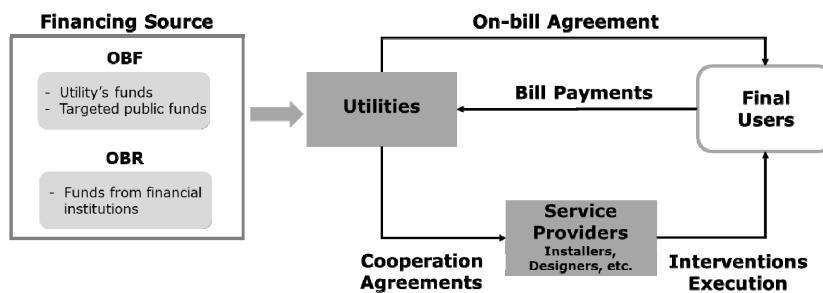 Financing Source
OBF
- Utility's funds
- Targeted public funds
OBR
- Funds from financial
institutions
On-bill Agreement
Utilities
Bill Payments
Final
Users
Service
Providers
Installers,
Designers, etc.
Cooperation
Agreements
Interventions
Execution